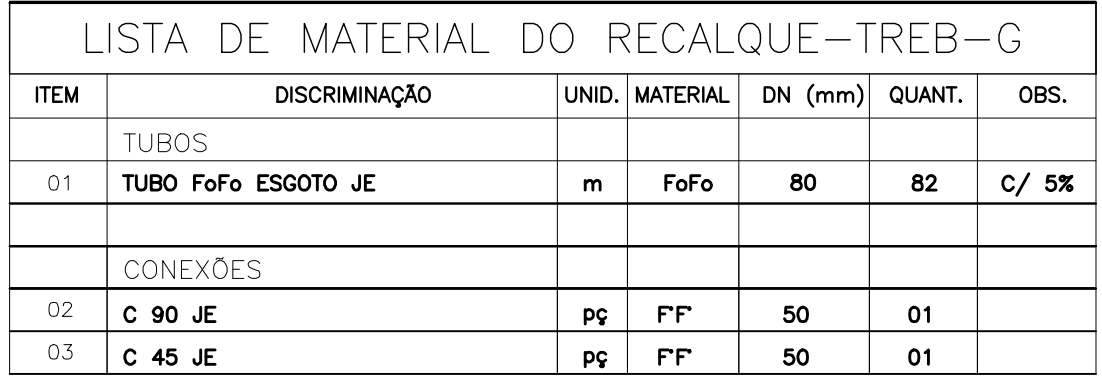 LISTA DE MATERIAL DO RECALQUE-TREB-G
ITEM DISCRIMINAÇÃO UNID. MATERIAL DN (mm) QUANT. OBS.
TUBOS
01 TUBO FoFo ESGOTO JE m FoFo 80 82 C/ 5%
CONEXÕES
02 C 90 JE pç F°F° 50 01
03 C 45 JE pç F°F° 50 01